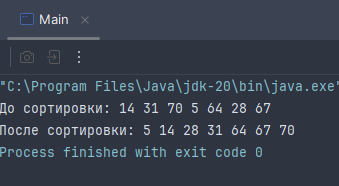 Main
"C:\Program Files\Java\jdk-20\bin\java.exe"
До сортировки: 14 31 70 5 64 28 67
После сортировки: 5 14 28 31 64 67 70
Process finished with exit code 0